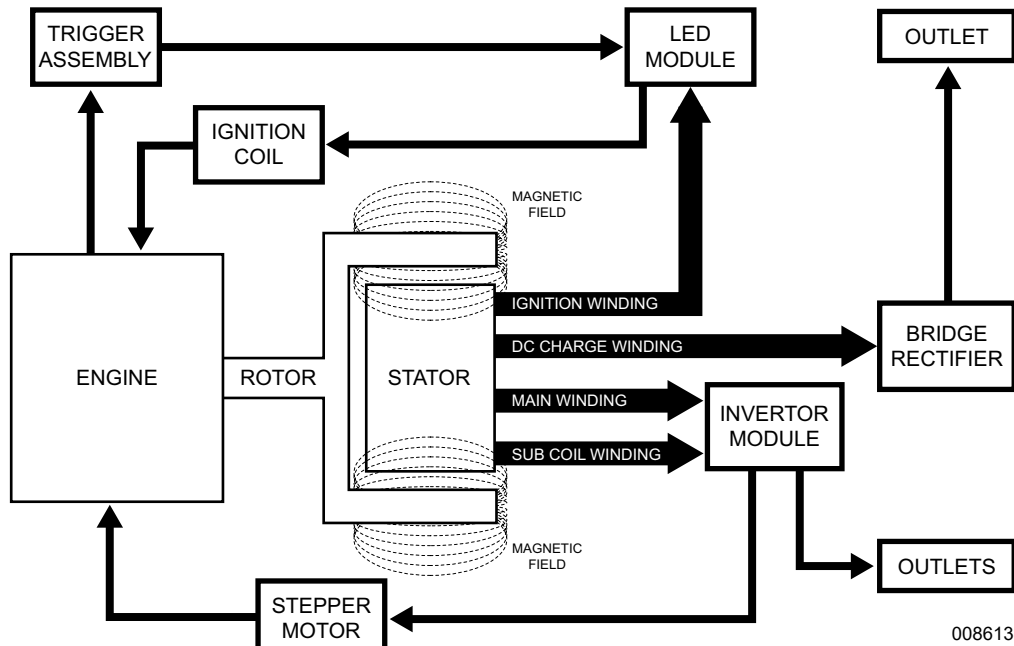 TRIGGER
ASSEMBLY
LED
MODULE
OUTLET
IGNITION
COIL
MAGNETIC
FIELD
IGNITION WINDING
DC CHARGE WINDING
BRIDGE
RECTIFIER
ENGINE
ROTOR
STATOR
MAIN WINDING
INVERTOR
MODULE
SUB COIL WINDING
MAGNETIC
FIELD
OUTLETS
STEPPER
MOTOR
008613